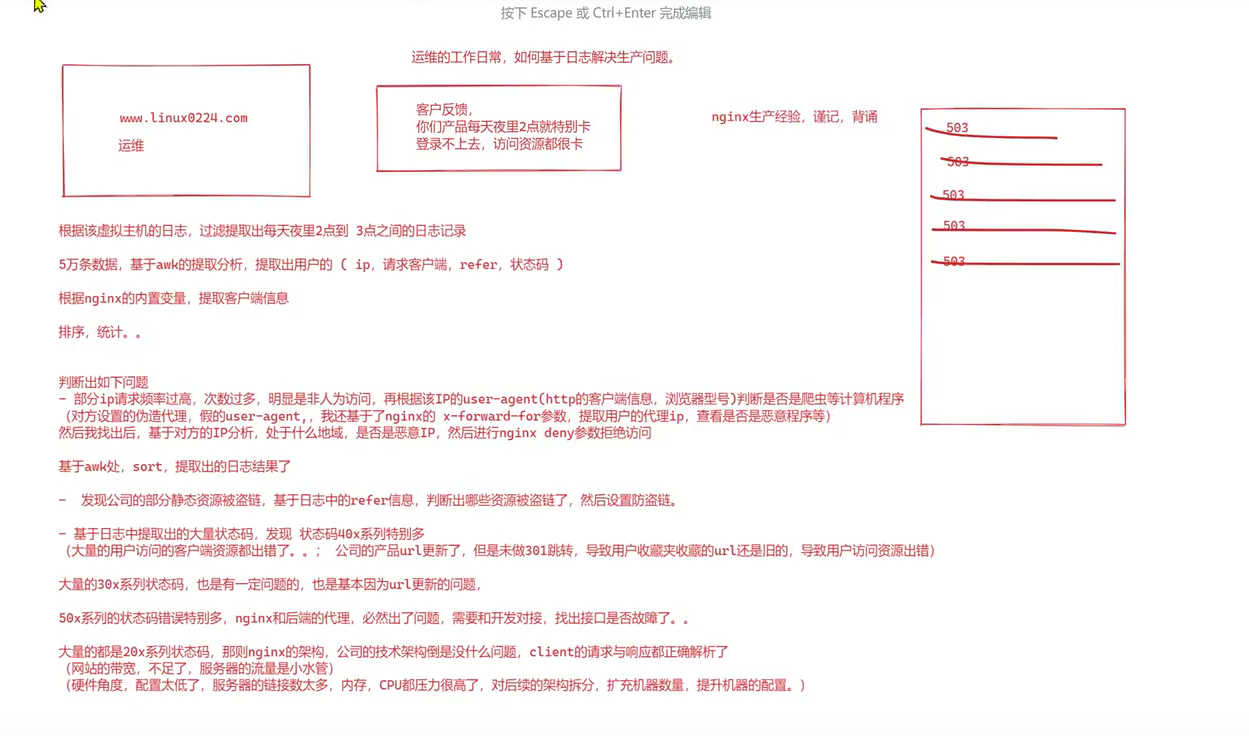 按下 Escape 或 Ctrl+Enter 完成编辑
运维的工作日常，如何基于日志解决生产问题。
www.linux0224.com
运维
客户反馈，
你们产品每天夜里2点就特别卡
登录不上去，访问资源都很卡
nginx生产经验，谨记，背诵
503
503
503
503
503
根据该虚拟主机的日志，过滤提取出每天夜里2点到 3点之间的日志记录
5万条数据，基于awk的提取分析，提取出用户的 ( ip，请求客户端，refer，状态码 )
根据nginx的内置变量，提取客户端信息
排序，统计。。
判断出如下问题
- 部分ip请求频率过高，次数过多，明显是非人为访问，再根据该IP的user-agent(http的客户端信息，浏览器型号)判断是否是爬虫等计算机程序
（对方设置的伪造代理，假的user-agent,，我还基于了nginx的 x-forward-for参数，提取用户的代理ip，查看是否是恶意程序等）
然后我找出后，基于对方的IP分析，处于什么地域，是否是恶意IP，然后进行nginx deny参数拒绝访问
基于awk处，sort，提取出的日志结果了
-  发现公司的部分静态资源被盗链，基于日志中的refer信息，判断出哪些资源被盗链了，然后设置防盗链。
- 基于日志中提取出的大量状态码，发现 状态码40x系列特别多
（大量的用户访问的客户端资源都出错了。。； 公司的产品url更新了，但是未做301跳转，导致用户收藏夹收藏的url还是旧的，导致用户访问资源出错）
大量的30x系列状态码，也是有一定问题的，也是基本因为url更新的问题，
50x系列的状态码错误特别多，nginx和后端的代理，必然出了问题，需要和开发对接，找出接口是否故障了。。
大量的都是20x系列状态码，那则nginx的架构，公司的技术架构倒是没什么问题，client的请求与响应都正确解析了
（网站的带宽，不足了，服务器的流量是小水管）
（硬件角度，配置太低了，服务器的链接数太多，内存，CPU都压力很高了，对后续的架构拆分，扩充机器数量，提升机器的配置。）